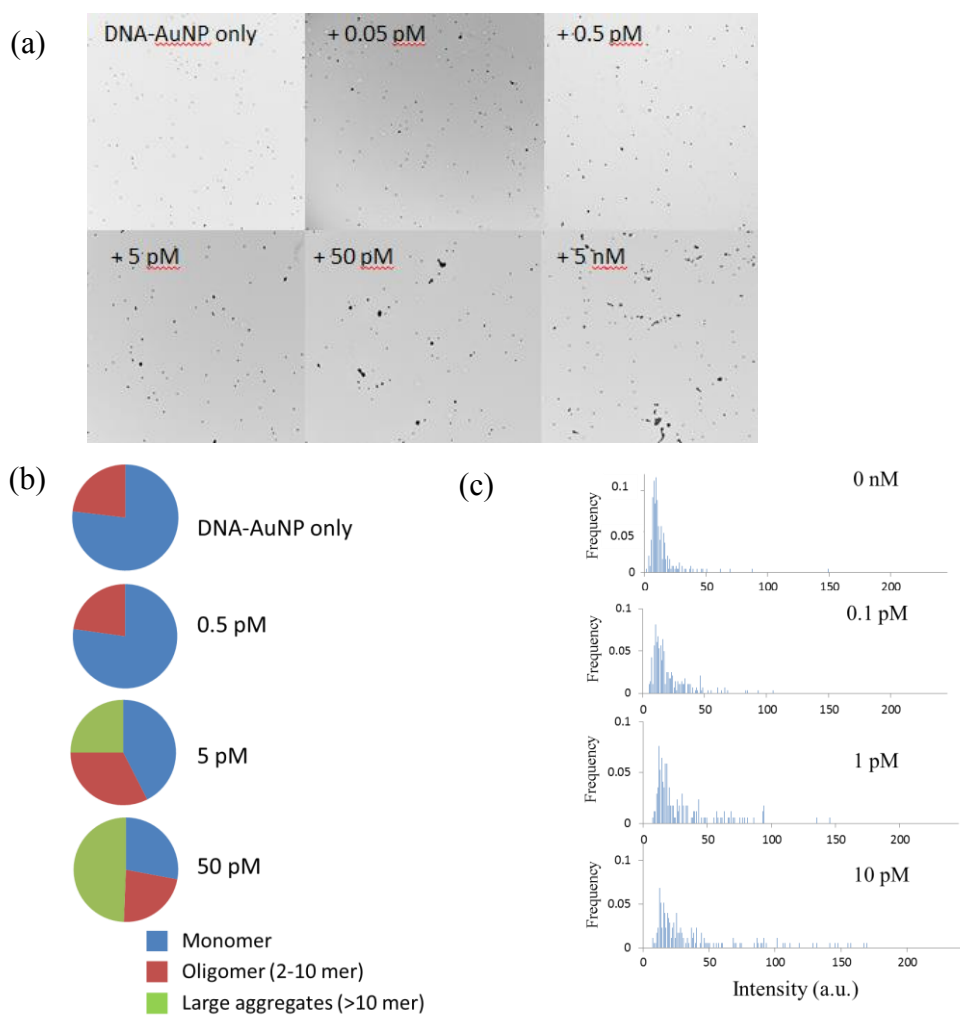 (a)
DNA-AuNP only
+ 0.05 pM
+ 0.5 pM
+ 5 pM
+ 50 pM
+ 5 nM
(b)
DNA-AuNP only
0.5 pM
5 pM
50 pM
Monomer
Oligomer (2-10 mer)
Large aggregates (>10 mer)
(c)
0 nM
Frequency
0.1
0.05
0
0 50 100 150 200
0.1 pM
Frequency
0.1
0.05
0
0 50 100 150 200
1 pM
Frequency
0.1
0.05
0
0 50 100 150 200
10 pM
Frequency
0.1
0.05
0
0 50 100 150 200
Intensity (a.u.)